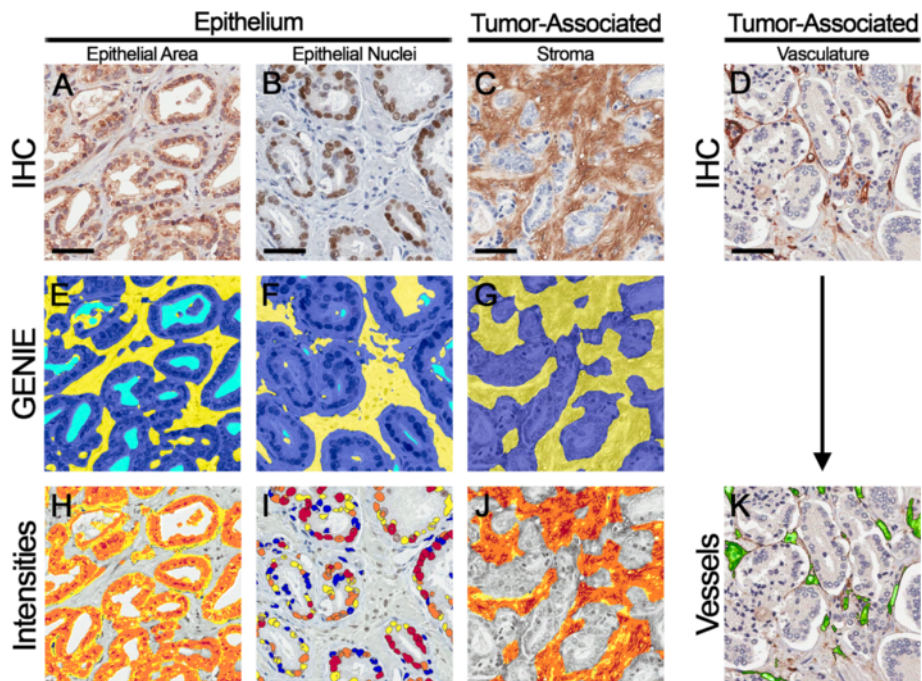 Epithelium Tumor-Associated Tumor-Associated
Epithelial Area Epithelial Nuclei Stroma Vasculature
IHC A B C D IHC
GENIE E F G
Intensities H I J K Vessels